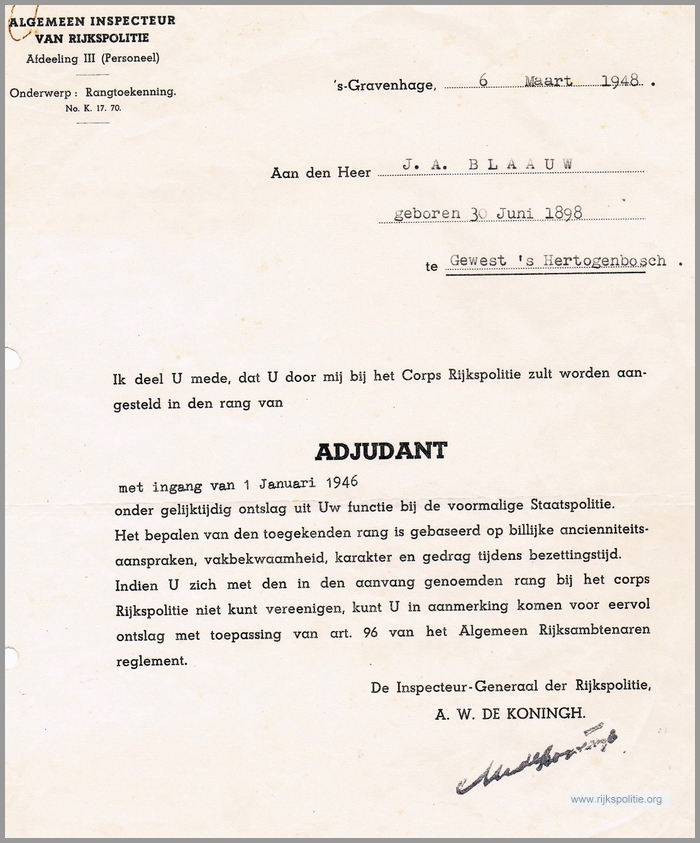 ALGEMEEN INSPECTEUR
VAN RIJKSPOLITIE
Afdeeling III (Personeel)
Onderwerp: Rangtoekenning.
No. K. 17. 70.
's-Gravenhage, 6 Maart 1948.
Aan den Heer J. A. BLAAUW
geboren 30 Juni 1898
te Gewest 's Hertogenbosch.
Ik deel U mede, dat U door mij bij het Corps Rijkspolitie zult worden aan-
gesteld in den rang van
ADJUDANT
met ingang van 1 Januari 1946
onder gelijktijdig ontslag uit Uw functie bij de voormalige Staatspolitie.
Het bepalen van den toegekenden rang is gebaseerd op billijke ancienniteits-
aanspraken, vakbekwaamheid, karakter en gedrag tijdens bezettingstijd.
Indien U zich met den in den aanvang genoemden rang bij het corps
Rijkspolitie niet kunt vereenigen, kunt U in aanmerking komen voor eervol
ontslag met toepassing van art. 96 van het Algemeen Rijksambtenaren
reglement.
De Inspecteur-Generaal der Rijkspolitie,
A. W. DE KONINGH.
www.rijkspolitie.org